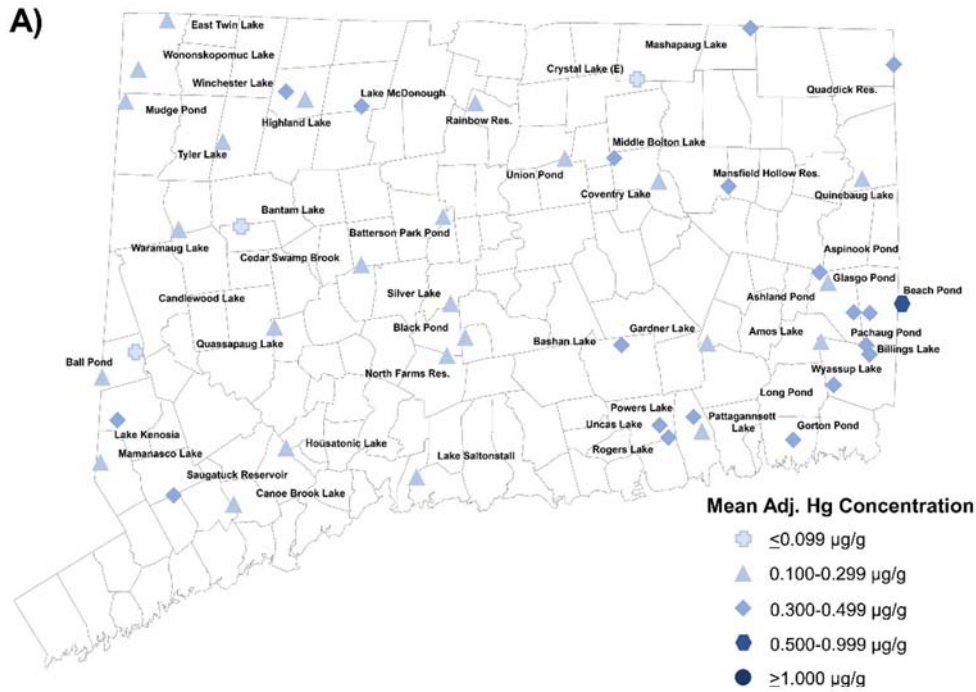 A)
East Twin Lake
Mashapaug Lake
Wononskopomuc Lake
Crystal Lake (E)
Winchester Lake
Lake McDonough
Quaddick Res.
Mudge Pond
Highland Lake
Rainbow Res.
Middle Bolton Lake
Tyler Lake
Union Pond
Mansfield Hollow Res.
Coventry Lake
Quinebaug Lake
Bantam Lake
Batterson Park Pond
Waramaug Lake
Aspinook Pond
Cedar Swamp Brook
Glasgo Pond
Candlewood Lake
Silver Lake
Ashland Pond
Beach Pond
Black Pond
Gardner Lake
Amos Lake
Pachaug Pond
Quassapaug Lake
Bashan Lake
Billings Lake
Ball Pond
North Farms Res.
Wyassup Lake
Long Pond
Powers Lake
Pattagannsett
Lake
Uncas Lake
Gorton Pond
Lake Kenosia
Housatonic Lake
Rogers Lake
Mamanasco Lake
Lake Saltonstall
Saugatuck Reservoir
Canoe Brook Lake
Mean Adj. Hg Concentration
≤0.099 µg/g
0.100-0.299 µg/g
0.300-0.499 µg/g
0.500-0.999 µg/g
≥1.000 µg/g